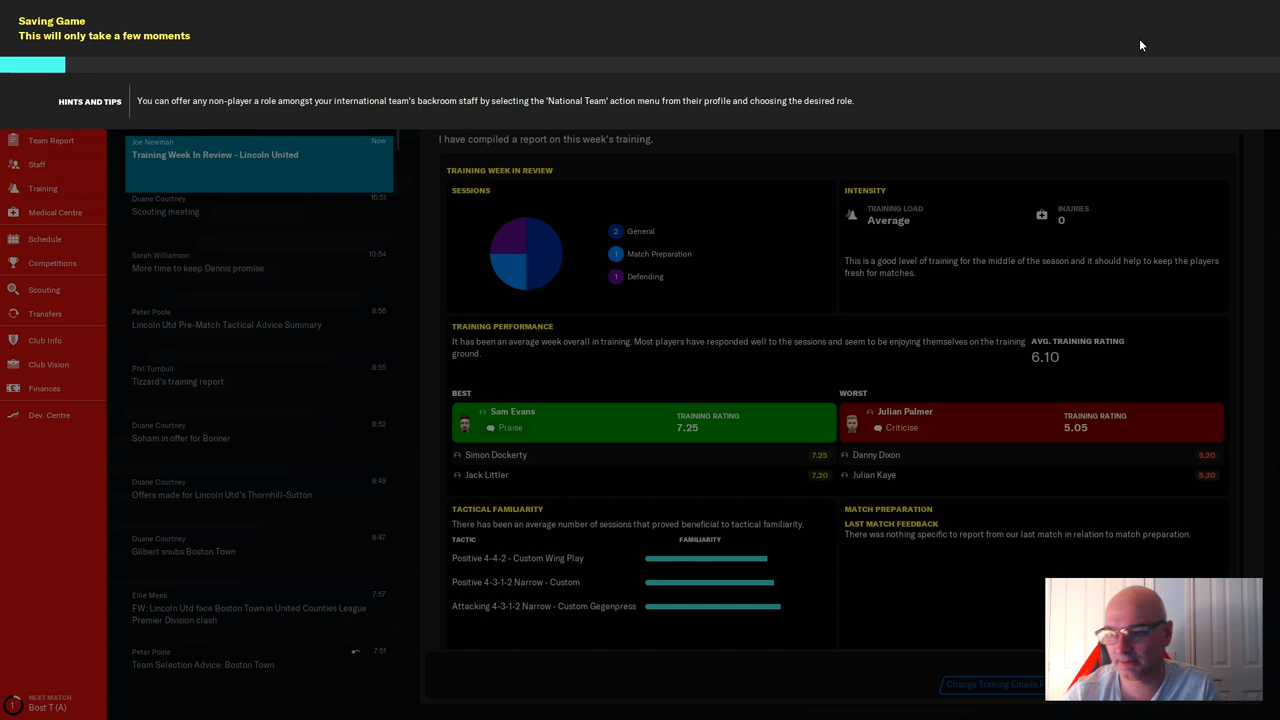 Saving Game
This will only take a few moments
HINTS AND TIPS
You can offer any non-player a role amongst your international team's backroom staff by selecting the 'National Team' action menu from their profile and choosing the desired role.
Team Report
Staff
Training
Medical Centre
Schedule
Competitions
Scouting
Transfers
Club Info
Club Vision
Finances
Dev. Centre
1
NEXT MATCH
Bost T (A)
Joe Newman
Now
Training Week In Review - Lincoln United
Duane Courtney
16:51
Scouting meeting
Sarah Williamson
10:54
More time to keep Dennis promise
Peter Poole
8:56
Lincoln Utd Pre-Match Tactical Advice Summary
Phil Turnbull
8:55
Tizzard's training report
Duane Courtney
8:52
Soham in offer for Bonner
Duane Courtney
8:49
Offers made for Lincoln Utd's Thornhill-Sutton
Duane Courtney
8:47
Gilbert snubs Boston Town
Ellie Meek
7:57
FW: Lincoln Utd face Boston Town in United Counties League
Premier Division clash
Peter Poole
7:51
Team Selection Advice: Boston Town
I have compiled a report on this week's training.
TRAINING WEEK IN REVIEW
SESSIONS
2 General
1 Match Preparation
1 Defending
INTENSITY
TRAINING LOAD
Average
INJURIES
0
This is a good level of training for the middle of the season and it should help to keep the players
fresh for matches.
TRAINING PERFORMANCE
It has been an average week overall in training. Most players have responded well to the sessions and seem to be enjoying themselves on the training
ground.
AVG. TRAINING RATING
6.10
BEST
Sam Evans
Praise
TRAINING RATING
7.25
Simon Dockerty 7.25
Jack Littler 7.20
WORST
Julian Palmer
Criticise
TRAINING RATING
5.05
Danny Dixon 5.20
Julian Kaye 5.30
TACTICAL FAMILIARITY
There has been an average number of sessions that proved beneficial to tactical familiarity.
TACTIC FAMILIARITY
Positive 4-4-2 - Custom Wing Play
Positive 4-3-1-2 Narrow - Custom
Attacking 4-3-1-2 Narrow - Custom Gegenpress
MATCH PREPARATION
LAST MATCH FEEDBACK
There was nothing specific to report from our last match in relation to match preparation.
Change Training Emails